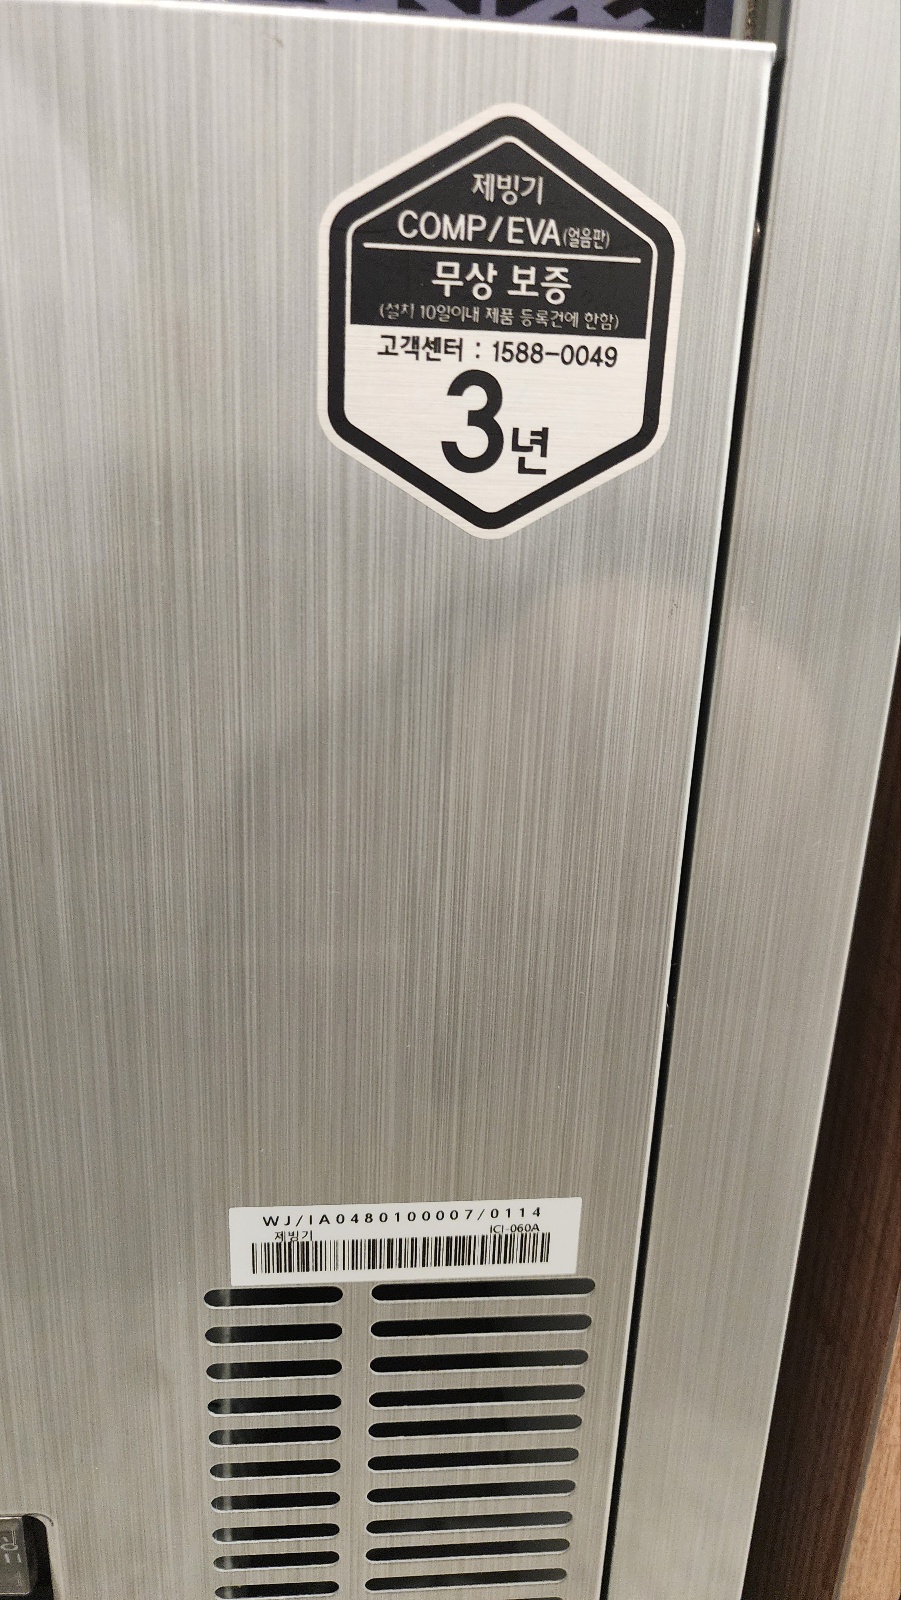 제빙기
COMP/EVA(얼음판)
무상 보증
(설치 10일이내 제품 등록건에 한함)
고객센터 : 1588-0049
3년
WJ/IA0480100007/0114
제빙기 ICI-060A